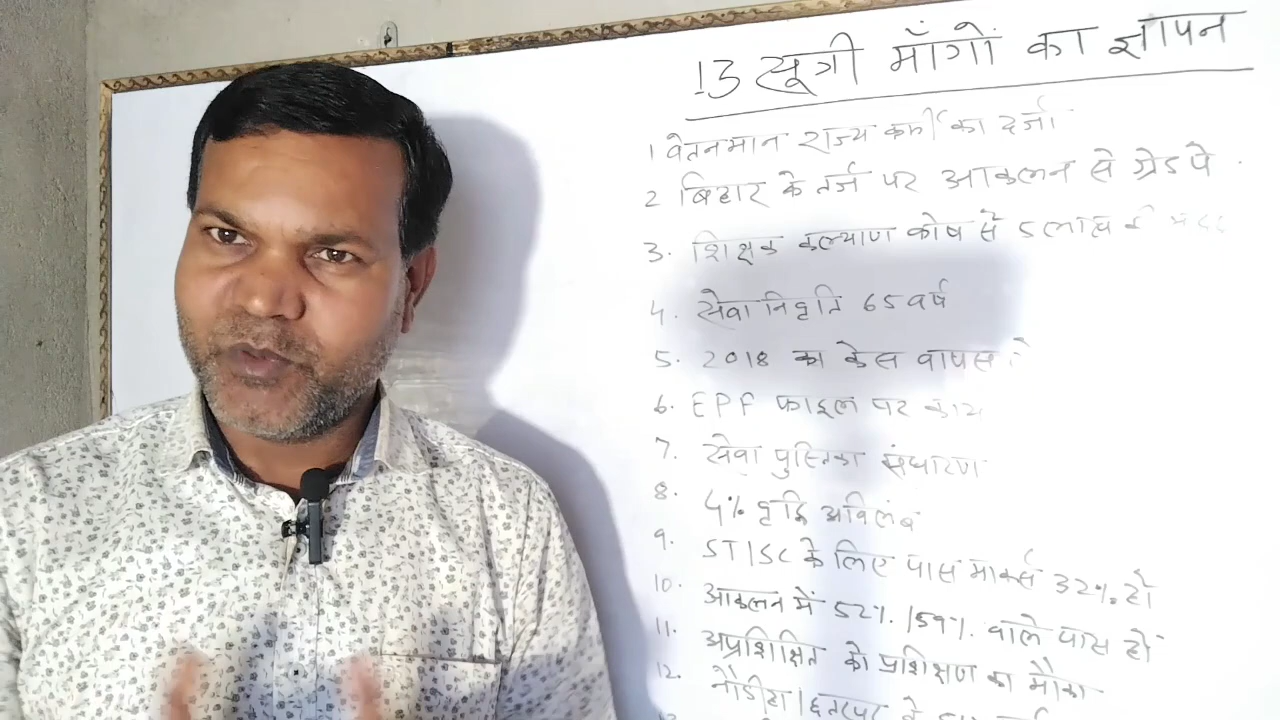 13 सूत्री माँगों का ज्ञापन
1 वेतनमान राज्य कर्मी का दर्जा
2 बिहार के तर्ज पर आकलन से ग्रेड पे
3. शिक्षक कल्याण कोष से 5 लाख की
4. सेवा निवृति 65 वर्ष
5. 2018 का केस वापस
6. EPF फाइल पर
7. सेवा पुस्तिका संधारण
8. 4% वृद्धि अविलंब
9. ST/SC के लिए पास मार्क्स 32% हो
10. आकलन में 52% / 59% वाले पास हो
11. अप्रशिक्षित को प्रशिक्षण का मौका
12. नौडीहा / छतरपुर के